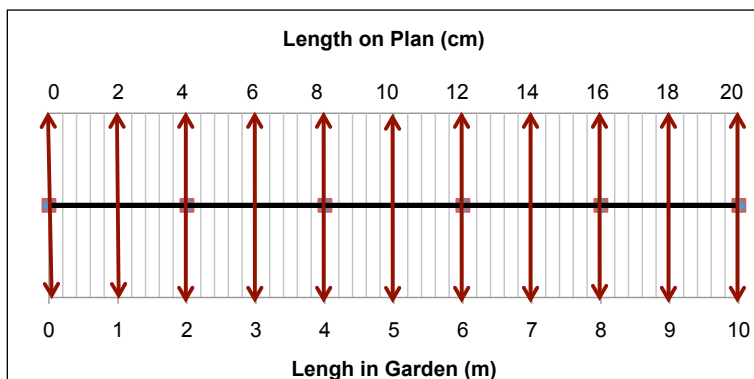 Length on Plan (cm)
0 2 4 6 8 10 12 14 16 18 20
0 1 2 3 4 5 6 7 8 9 10
Lengh in Garden (m)